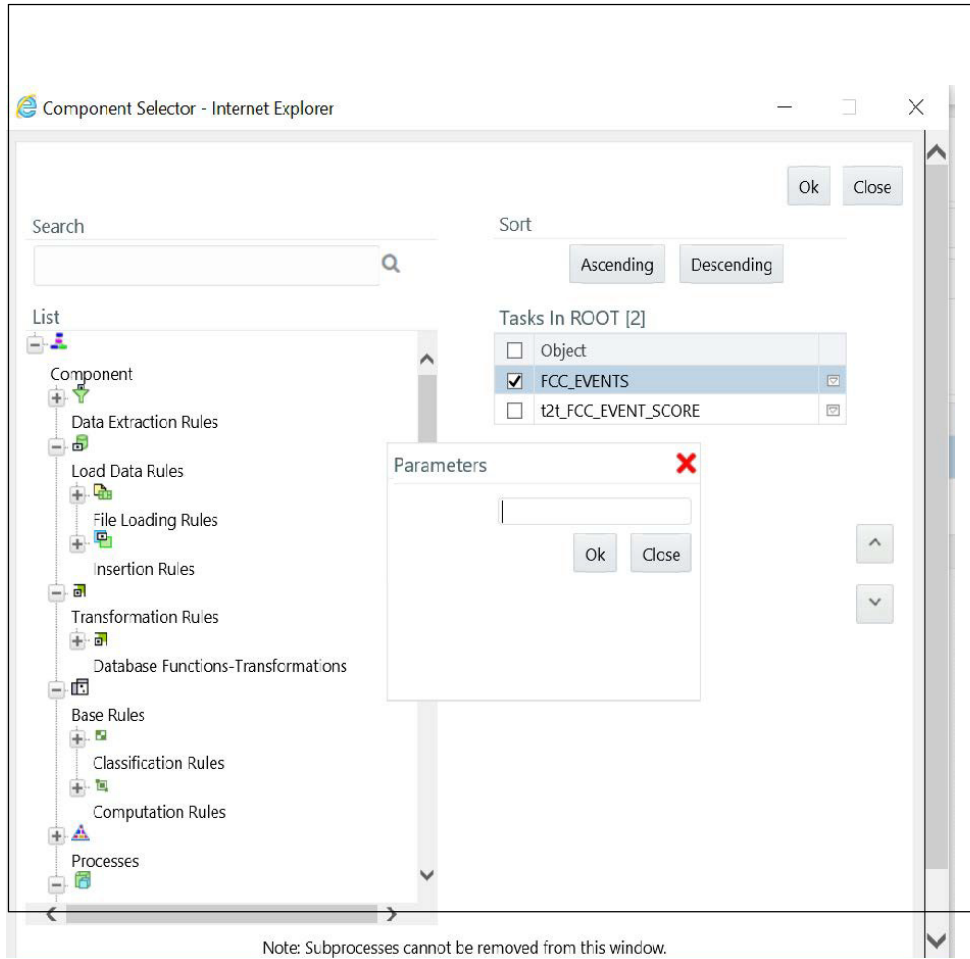 Component Selector - Internet Explorer
Ok Close
Search
Sort
Ascending Descending
List
Tasks In ROOT [2]
Object
FCC_EVENTS
t2t_FCC_EVENT_SCORE
Component
Data Extraction Rules
Load Data Rules
File Loading Rules
Insertion Rules
Transformation Rules
Database Functions-Transformations
Base Rules
Classification Rules
Computation Rules
Processes
Parameters
Ok Close
Note: Subprocesses cannot be removed from this window.